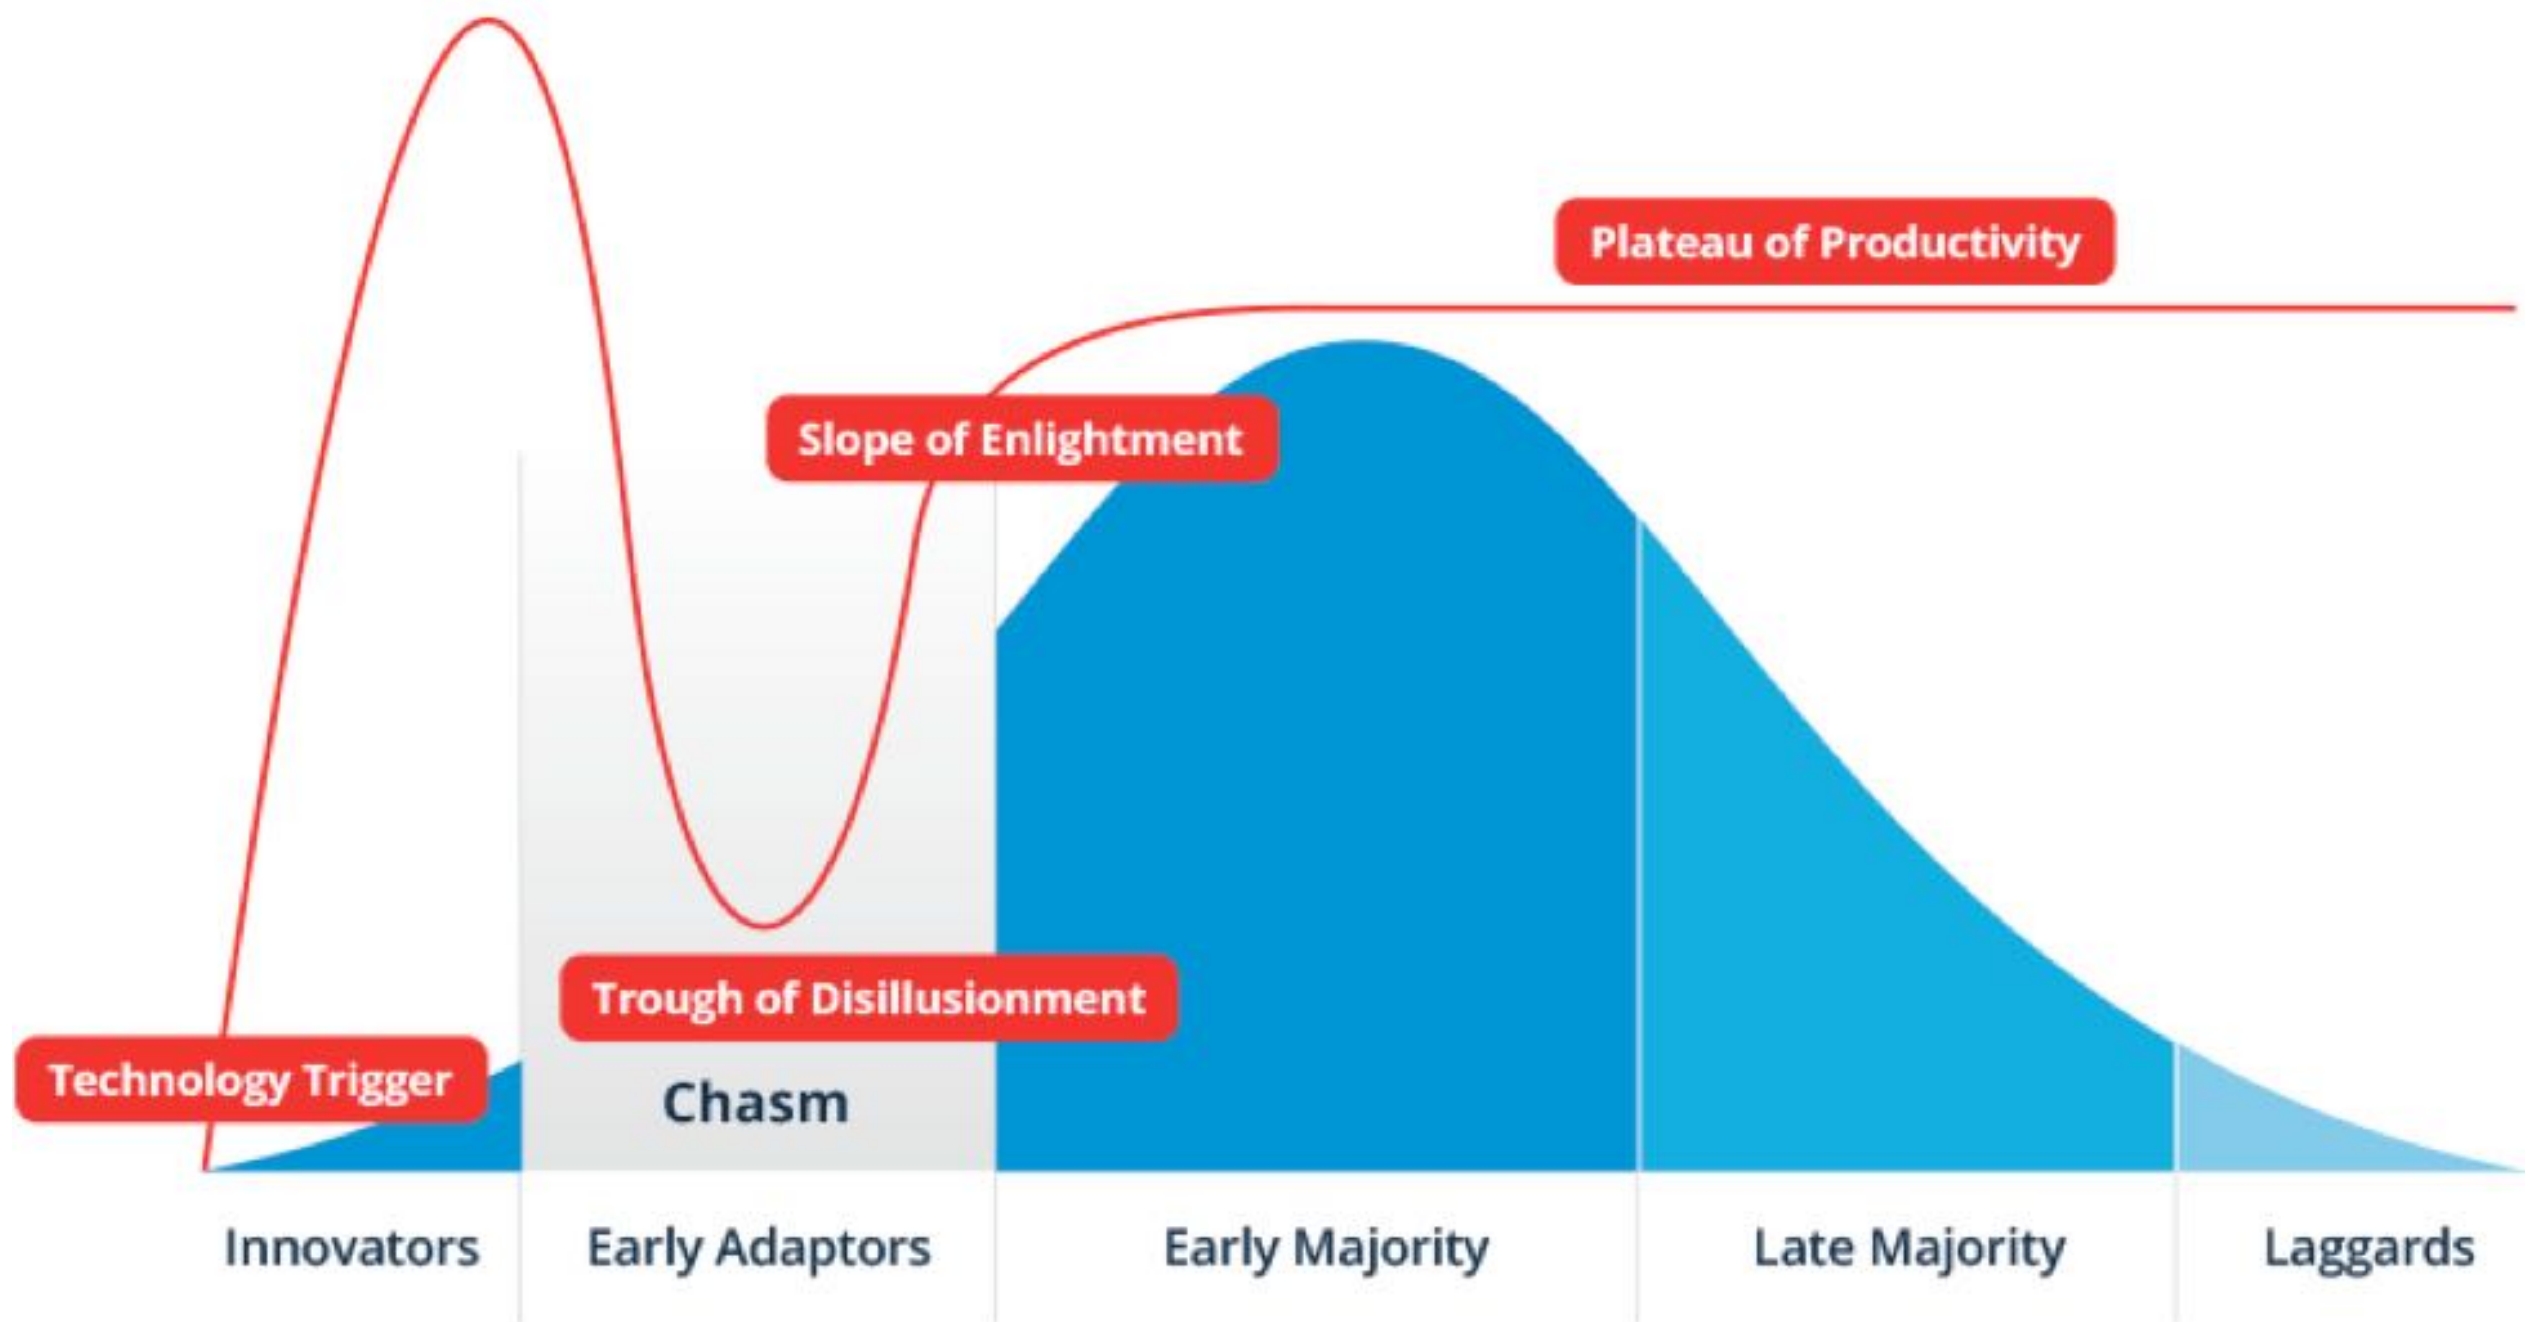 Plateau of Productivity
Slope of Enlightment
Trough of Disillusionment
Technology Trigger
Chasm
Innovators
Early Adaptors
Early Majority
Late Majority
Laggards